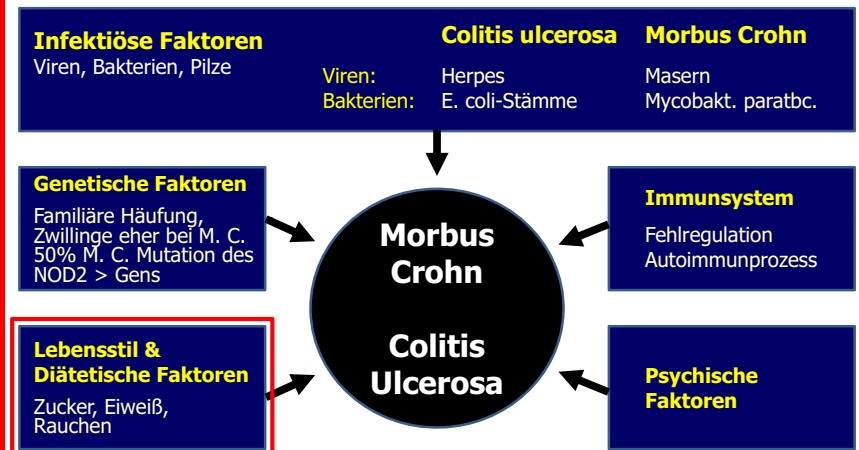 Infektiöse Faktoren
Viren, Bakterien, Pilze
Colitis ulcerosa Morbus Crohn
Viren: Herpes Masern
Bakterien: E. coli-Stämme Mycobakt. paratbc.
Genetische Faktoren
Familiäre Häufung,
Zwillinge eher bei M. C.
50% M. C. Mutation des
NOD2 > Gens
Morbus
Crohn
Colitis
Ulcerosa
Immunsystem
Fehlregulation
Autoimmunprozess
Lebensstil &
Diätetische Faktoren
Zucker, Eiweiß,
Rauchen
Psychische
Faktoren